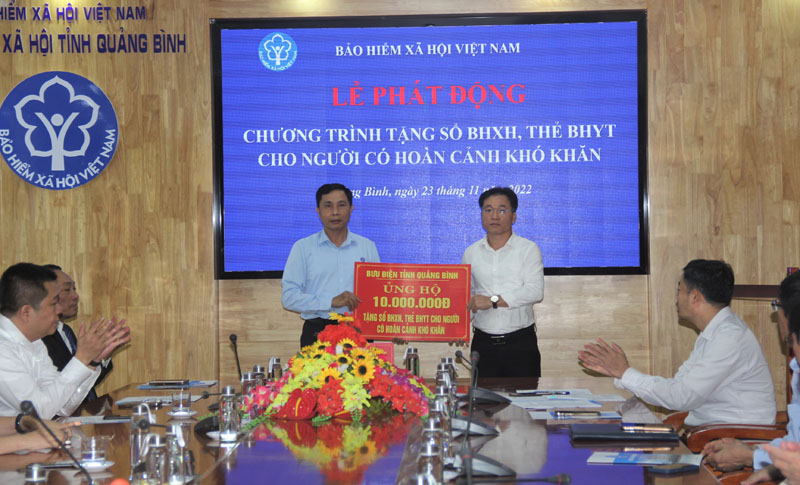 HIỂM XÃ HỘI VIỆT NAM
XÃ HỘI TỈNH QUẢNG BÌNH
BẢO HIỂM XÃ HỘI VIỆT NAM
BẢO HIỂM XÃ HỘI VIỆT NAM
LỄ PHÁT ĐỘNG
CHƯƠNG TRÌNH TẶNG SỔ BHXH, THẺ BHYT
CHO NGƯỜI CÓ HOÀN CẢNH KHÓ KHĂN
Bình, ngày 23 tháng 11 2022
BƯU ĐIỆN TỈNH QUẢNG BÌNH
ỦNG HỘ
10.000.000Đ
TẶNG SỔ BHXH, THẺ BHYT CHO NGƯỜI
CÓ HOÀN CẢNH KHÓ KHĂN